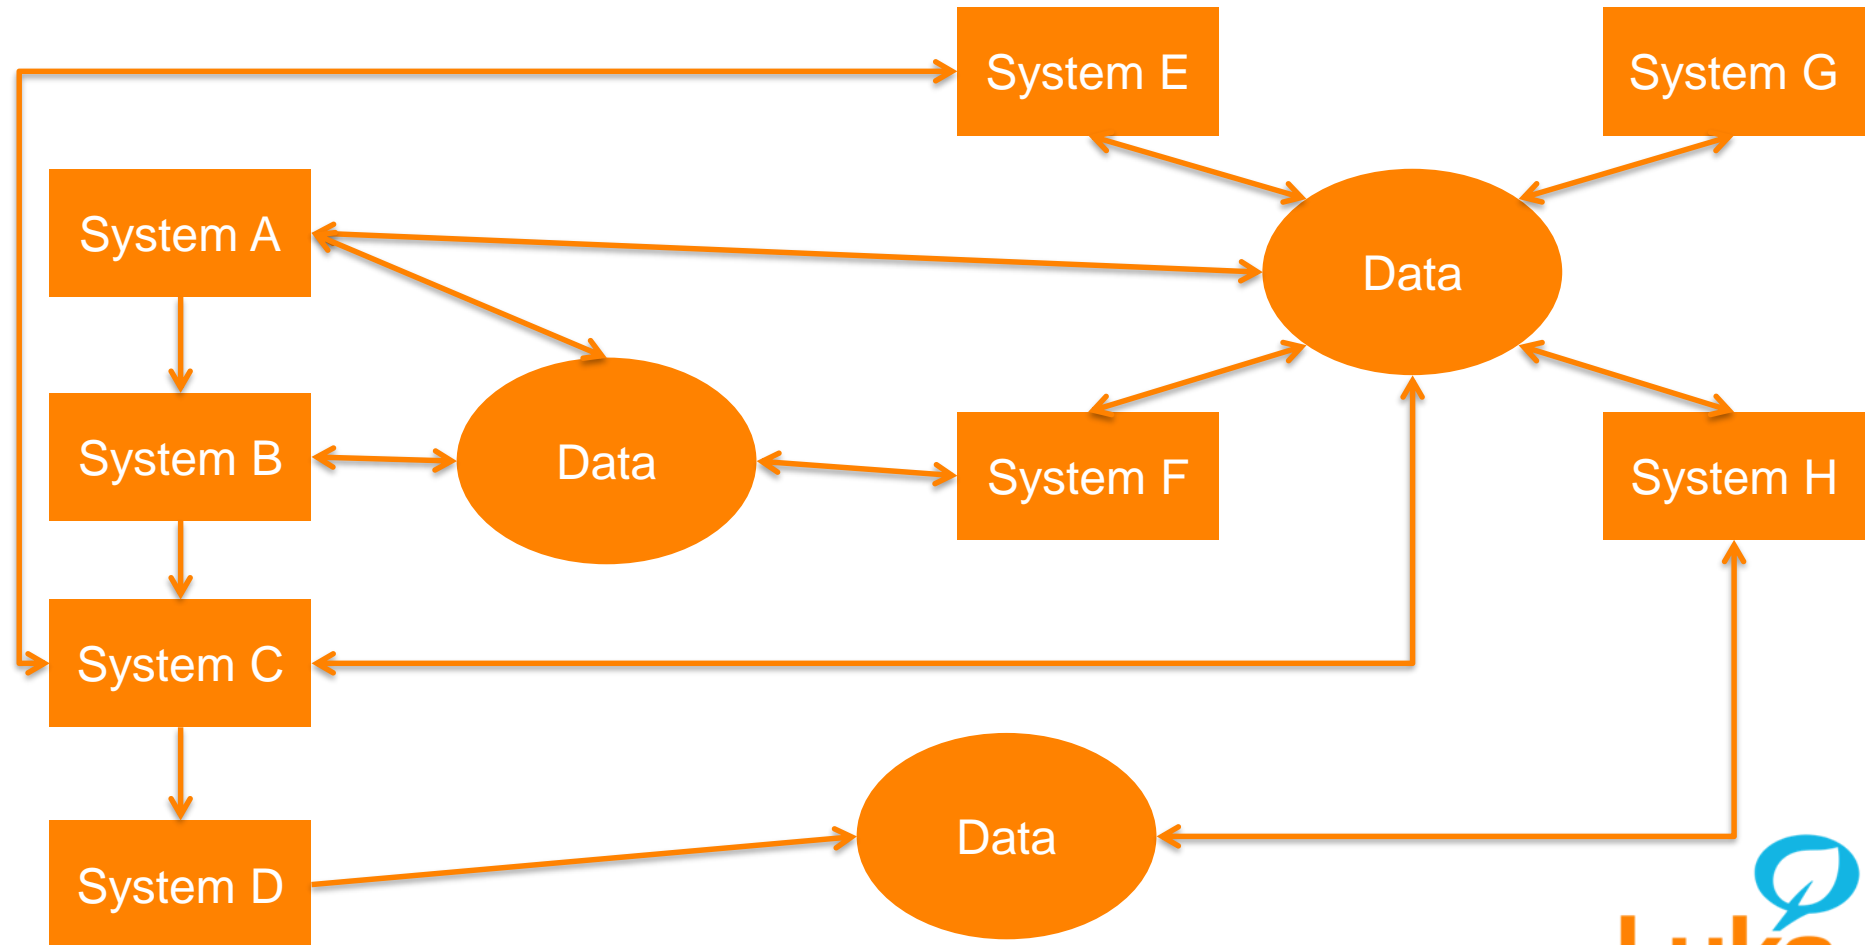 System E
System G
System A
Data
System B
Data
System F
System H
System C
Data
System D